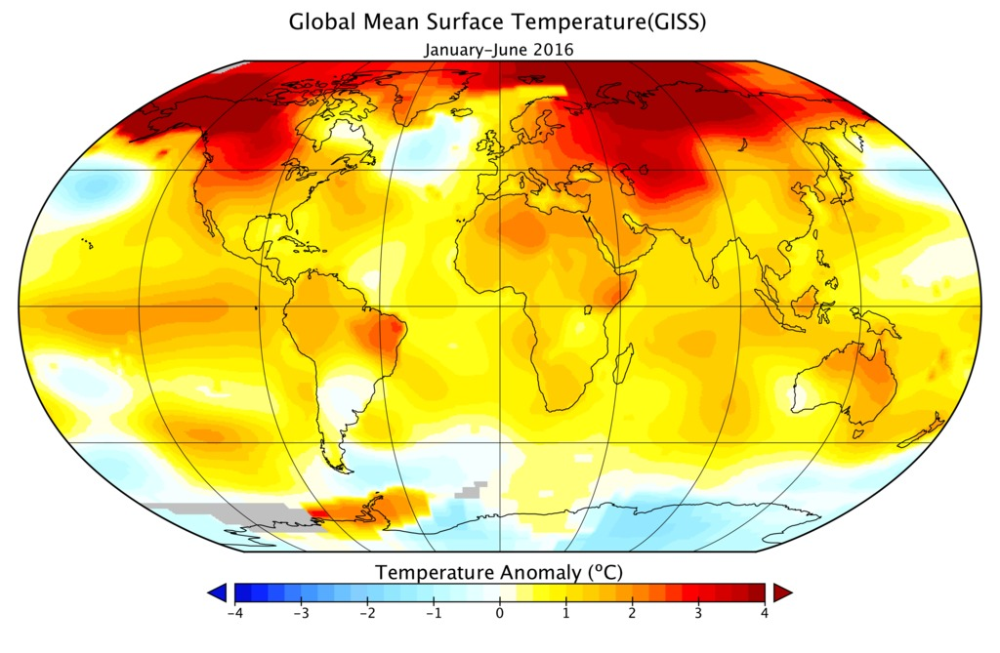 Global Mean Surface Temperature(GISS)
January-June 2016
Temperature Anomaly (ºC)
-4 -3 -2 -1 0 1 2 3 4